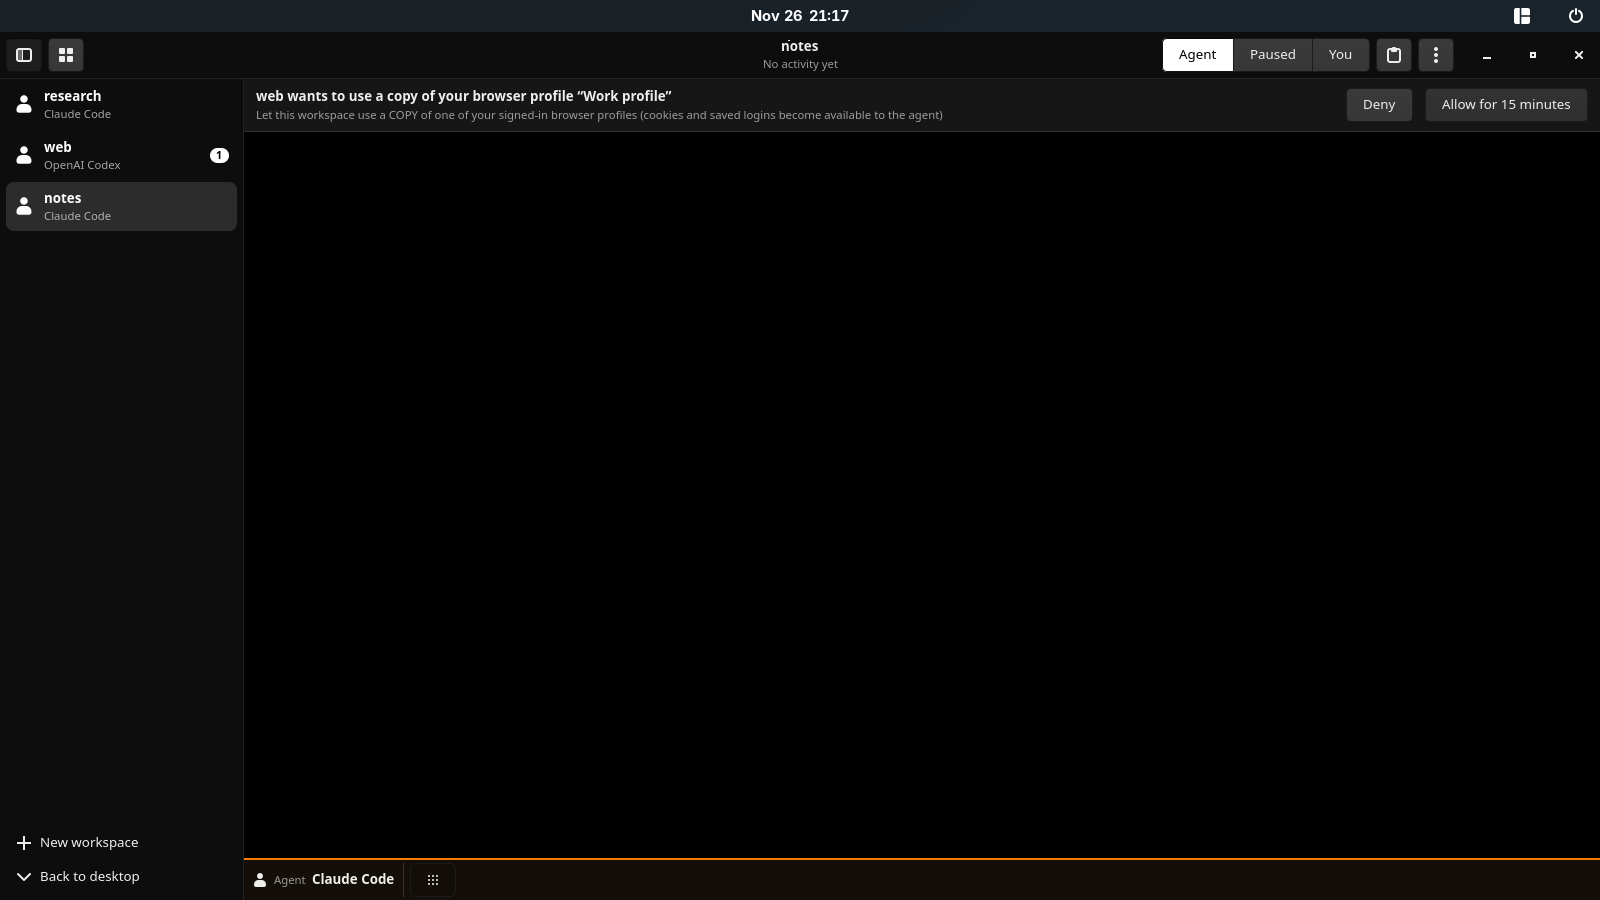 Nov 26 21:17
notes
No activity yet
Agent
Paused
You
research
Claude Code
web
OpenAI Codex
1
notes
Claude Code
web wants to use a copy of your browser profile “Work profile”
Let this workspace use a COPY of one of your signed-in browser profiles (cookies and saved logins become available to the agent)
Deny
Allow for 15 minutes
New workspace
Back to desktop
Agent Claude Code